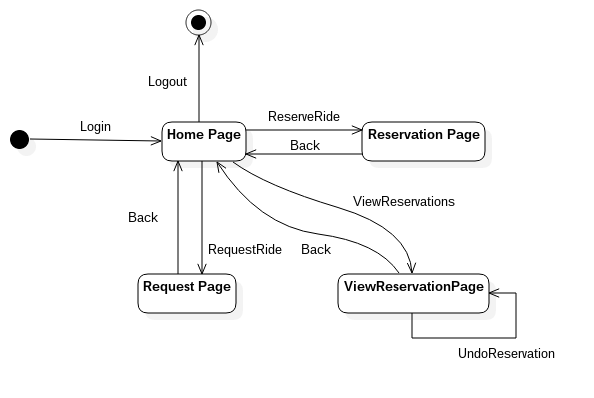 Logout
Login
Home Page
ReserveRide
Reservation Page
Back
ViewReservations
Back
RequestRide
Back
Request Page
ViewReservationPage
UndoReservation